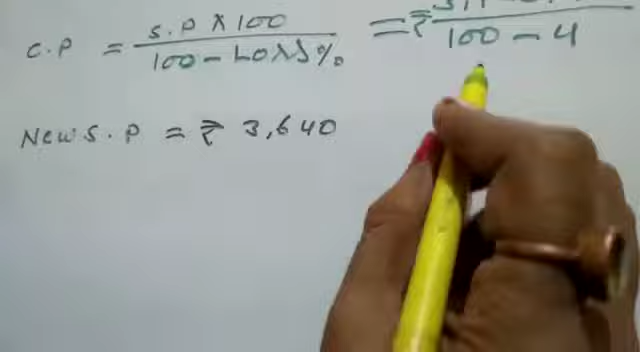 C.P = S.P X 100 / 100 - Loss% = ₹ / 100 - 4
New S.P = ₹ 3,640